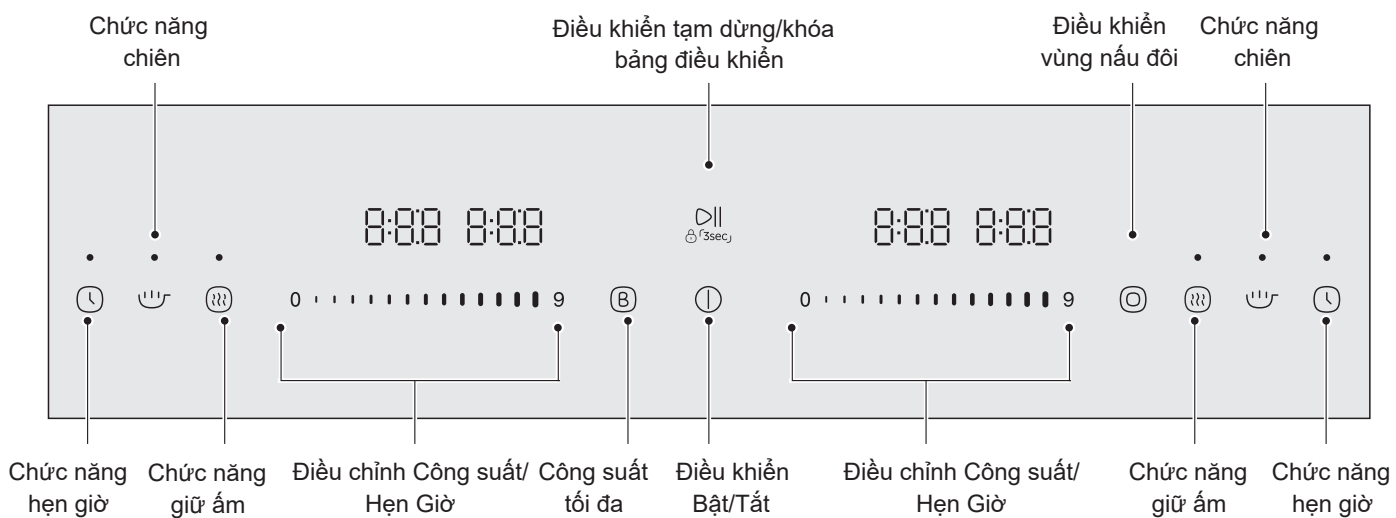 Chức năng
chiên
Điều khiển tạm dừng/khóa
bảng điều khiển
Điều khiển
vùng nấu đôi
Chức năng
chiên
8:8.8 8:8.8
3sec
8:8.8 8:8.8
0 9
B
0 9
Chức năng
hẹn giờ
Chức năng
giữ ấm
Điều chỉnh Công suất/
Hẹn Giờ
Công suất
tối đa
Điều khiển
Bật/Tắt
Điều chỉnh Công suất/
Hẹn Giờ
Chức năng
giữ ấm
Chức năng
hẹn giờ